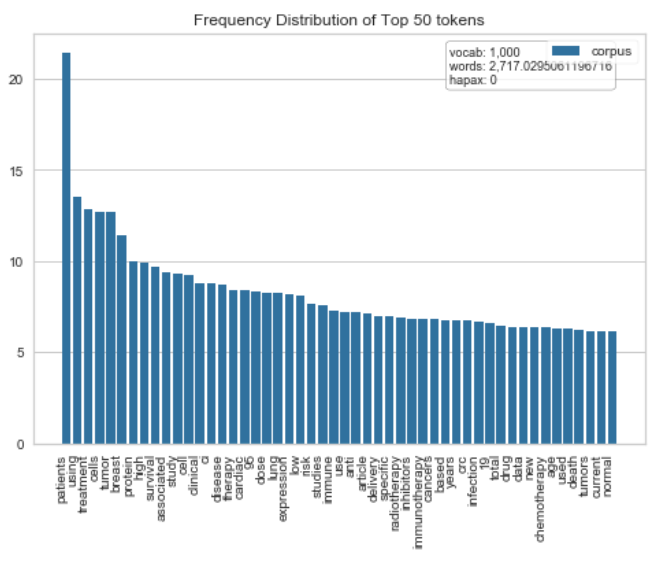 Frequency Distribution of Top 50 tokens
vocab: 1,000
words: 2,717.0295061196716
hapax: 0
corpus
20
15
10
5
0
patients
using
treatment
cells
tumor
breast
protein
high
survival
associated
study
cell
clinical
ci
disease
therapy
cardiac
95
dose
lung
expression
low
risk
studies
immune
use
anti
article
delivery
specific
radiotherapy
inhibitors
immunotherapy
cancers
based
years
crc
infection
19
total
drug
data
new
chemotherapy
age
used
death
tumors
current
normal